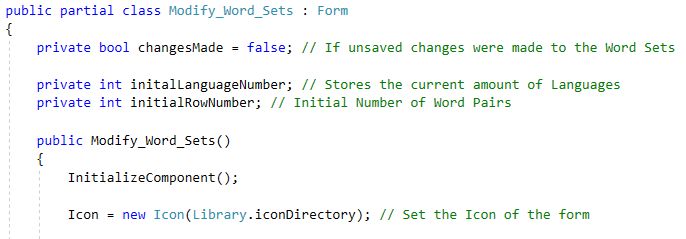 public partial class Modify_Word_Sets : Form
{
private bool changesMade = false; // If unsaved changes were made to the Word Sets
private int initalLanguageNumber; // Stores the current amount of Languages
private int initialRowNumber; // Initial Number of Word Pairs
public Modify_Word_Sets()
{
InitializeComponent();
Icon = new Icon(Library.iconDirectory); // Set the Icon of the form